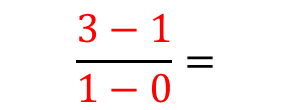 3 − 1
1 − 0 =